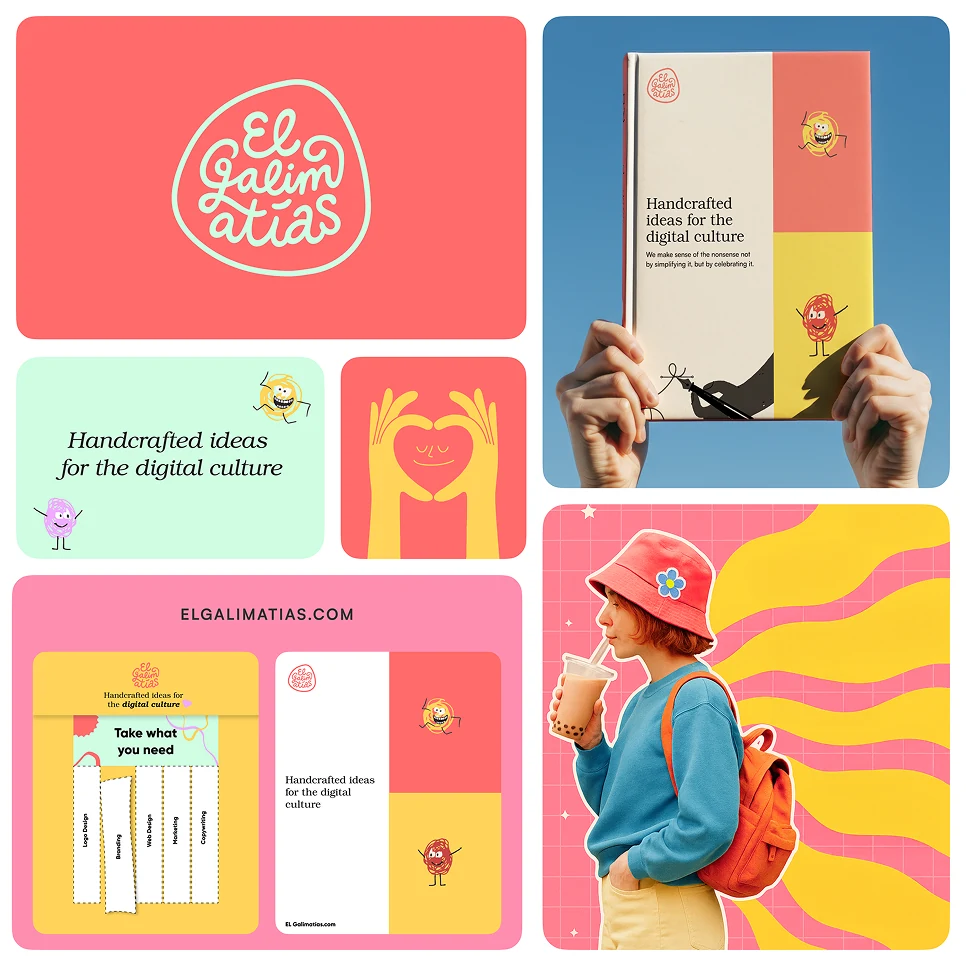 El
galim
atías
El
galim
atías
Handcrafted
ideas for the
digital culture
We make sense of the nonsense not
by simplifying it, but by celebrating it.
Handcrafted ideas
for the digital culture
ELGALIMATIAS.COM
El
galim
atías
Handcrafted ideas for
the digital culture
Take what
you need
Logo Design
Branding
Web Design
Marketing
Copywriting
El
galim
atías
Handcrafted ideas
for the digital
culture
EL Galimatias.com